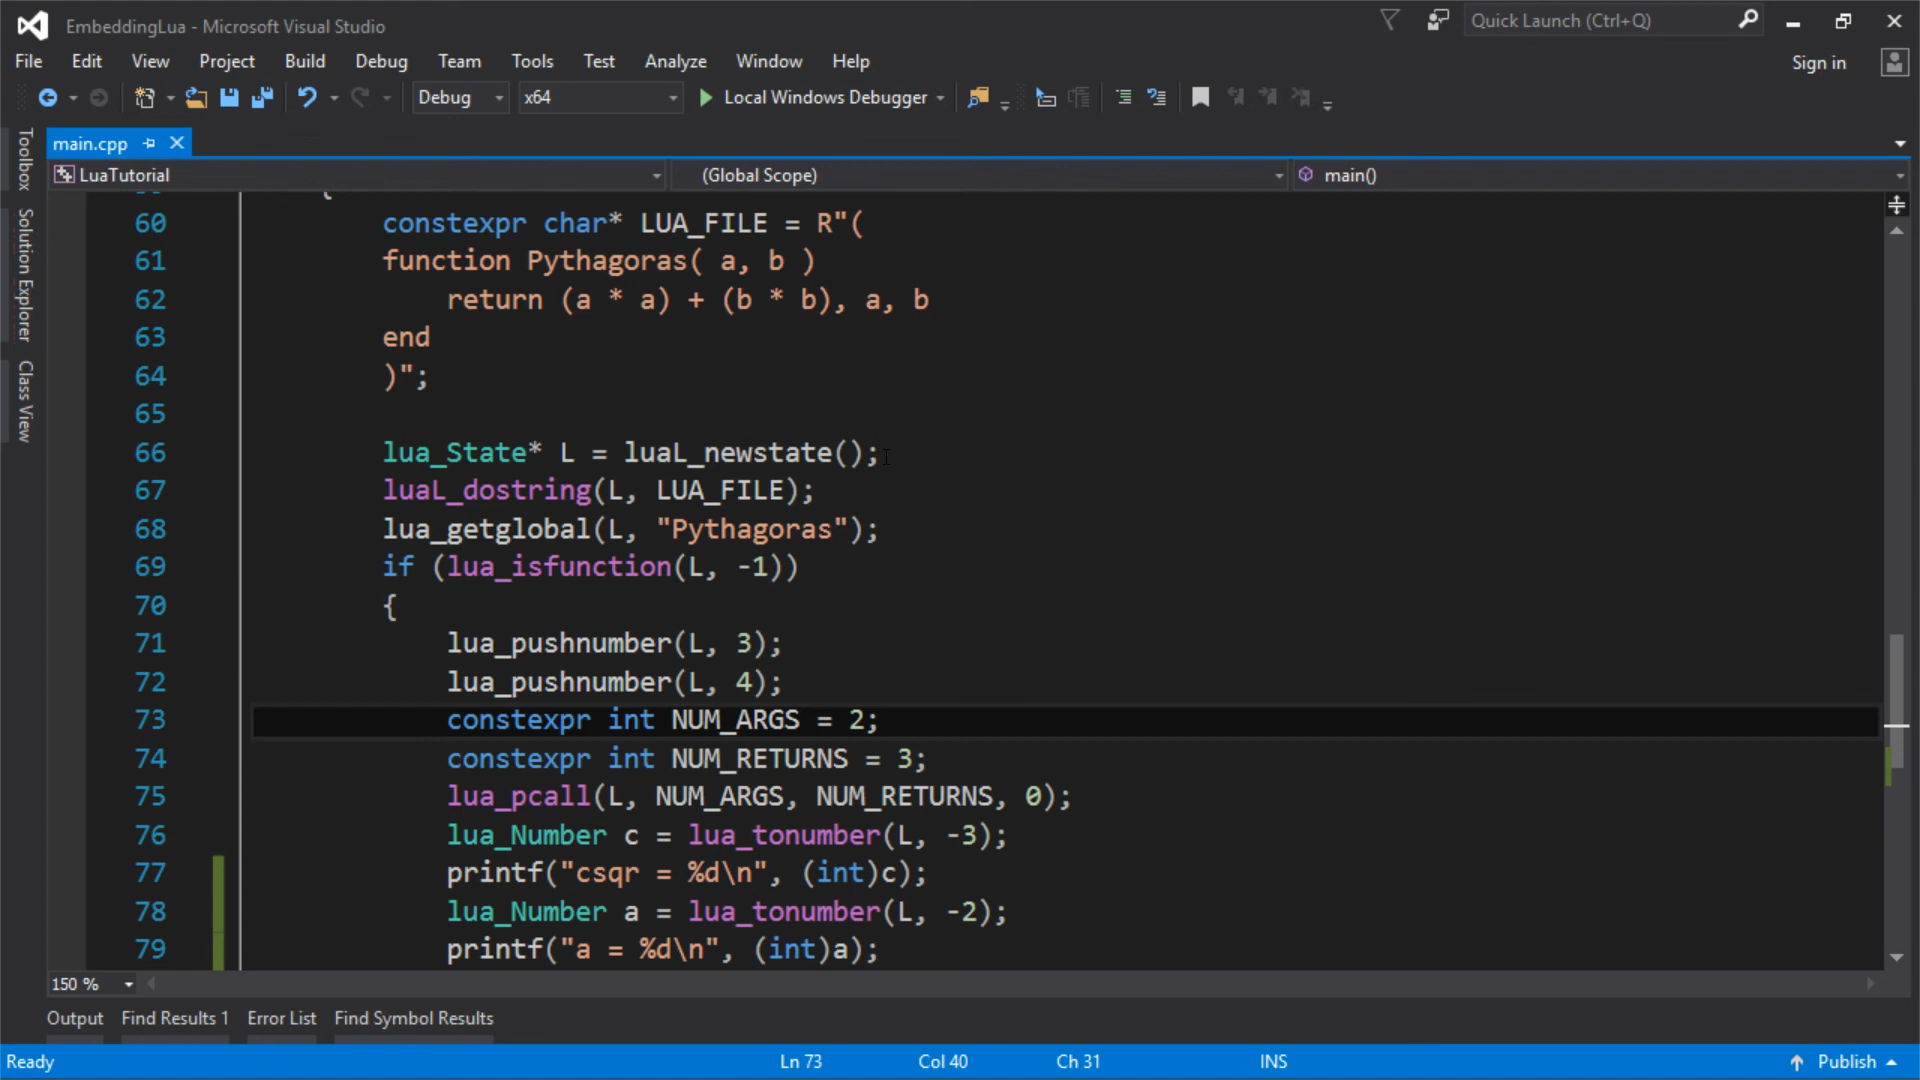 EmbeddingLua - Microsoft Visual Studio
Quick Launch (Ctrl+Q)
File Edit View Project Build Debug Team Tools Test Analyze Window Help
Sign in
Debug x64 Local Windows Debugger
Toolbox
Solution Explorer
Class View
main.cpp
LuaTutorial (Global Scope) main()
60 constexpr char* LUA_FILE = R"(
61 function Pythagoras( a, b )
62 return (a * a) + (b * b), a, b
63 end
64 )";
65
66 lua_State* L = luaL_newstate();
67 luaL_dostring(L, LUA_FILE);
68 lua_getglobal(L, "Pythagoras");
69 if (lua_isfunction(L, -1))
70 {
71 lua_pushnumber(L, 3);
72 lua_pushnumber(L, 4);
73 constexpr int NUM_ARGS = 2;
74 constexpr int NUM_RETURNS = 3;
75 lua_pcall(L, NUM_ARGS, NUM_RETURNS, 0);
76 lua_Number c = lua_tonumber(L, -3);
77 printf("csqr = %d\n", (int)c);
78 lua_Number a = lua_tonumber(L, -2);
79 printf("a = %d\n", (int)a);
150 %
Output Find Results 1 Error List Find Symbol Results
Ready Ln 73 Col 40 Ch 31 INS Publish